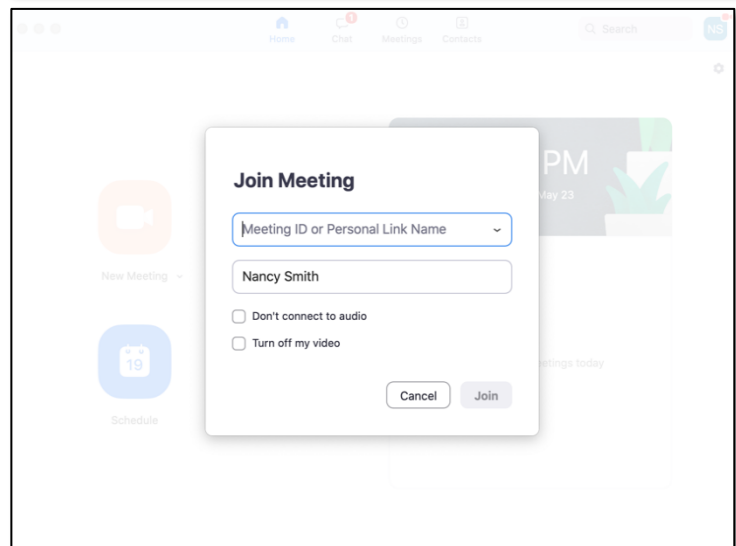 Home
Chat
1
Meetings
Contacts
Search
NS
Join Meeting
PM
May 23
Meeting ID or Personal Link Name
New Meeting
Nancy Smith
Don't connect to audio
Turn off my video
19
etings today
Cancel
Join
Schedule